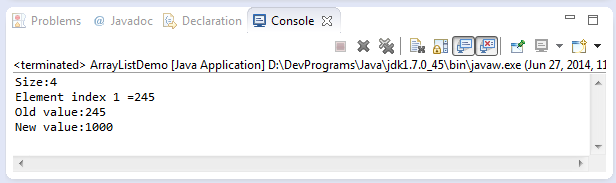 Problems @ Javadoc Declaration Console
<terminated> ArrayListDemo [Java Application] D:\DevPrograms\Java\jdk1.7.0_45\bin\javaw.exe (Jun 27, 2014, 11
Size:4
Element index 1 =245
Old value:245
New value:1000